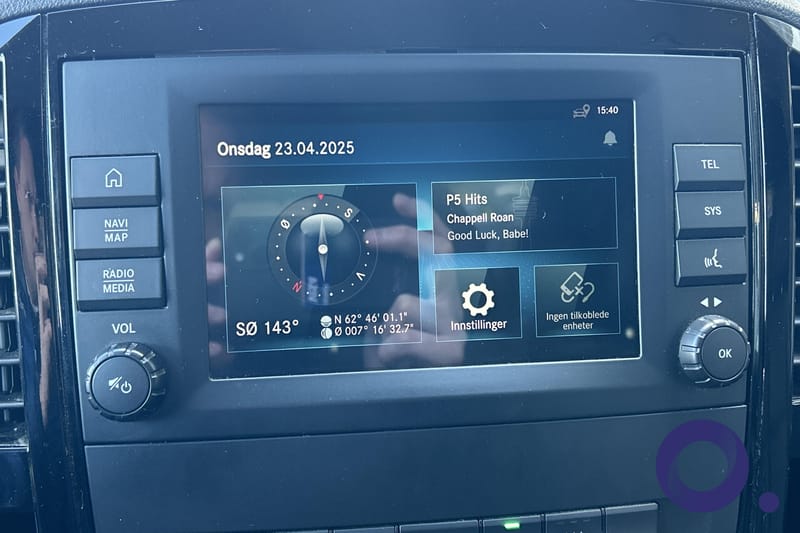 15:40
Onsdag 23.04.2025
NAVI
MAP
RADIO
MEDIA
VOL
Ø
S
V
N
SØ 143°
N 62° 46' 01.1"
Ø 007° 16' 32.7"
P5 Hits
Chappell Roan
Good Luck, Babe!
Innstillinger
Ingen tilkoblede
enheter
TEL
SYS
OK